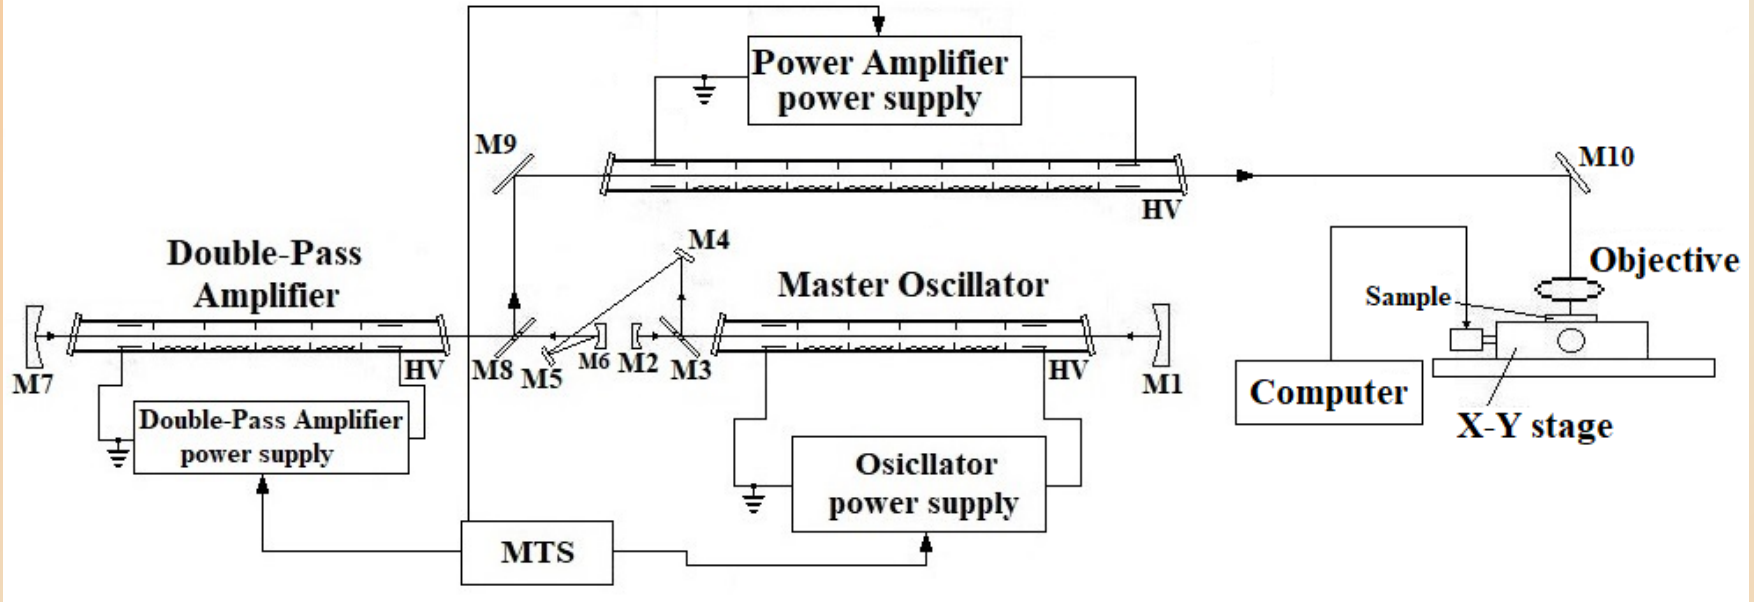 Power Amplifier
power supply
M9
M10
HV
Double-Pass
Amplifier
M4
Master Oscillator
Objective
Sample
M7
HV
M8
M5
M6
M2
M3
HV
M1
Computer
X-Y stage
Double-Pass Amplifier
power supply
Osicllator
power supply
MTS